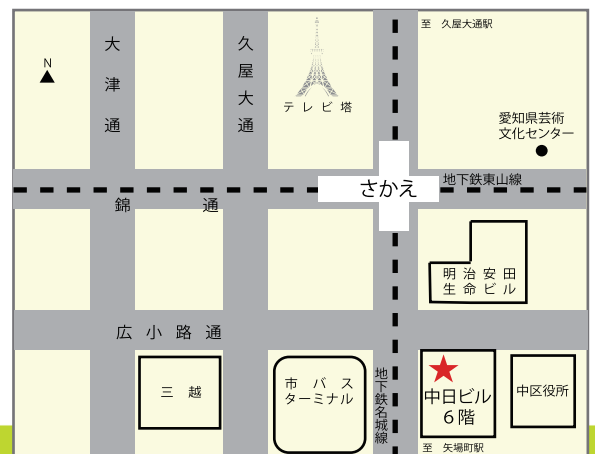 至 久屋大通駅
N
大津通
久屋大通
テレビ塔
愛知県芸術
文化センター
さかえ
地下鉄東山線
錦通
明治安田
生命ビル
広小路通
三越
市バス
ターミナル
地下鉄名城線
中日ビル
6階
中区役所
至 矢場町駅